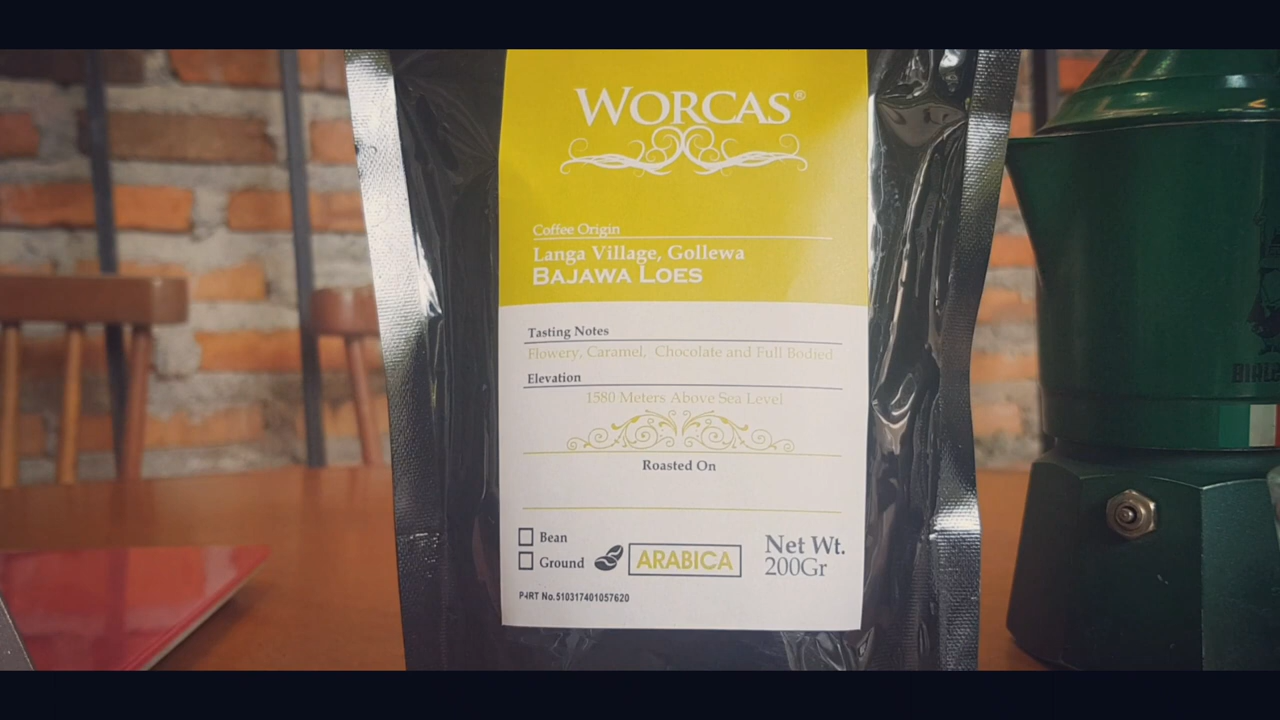 WORCAS®
Coffee Origin
Langa Village, Gollewa
BAJAWA LOES
Tasting Notes
Flowery, Caramel, Chocolate and Full Bodied
Elevation
1580 Meters Above Sea Level
Roasted On
Bean
Ground
ARABICA
Net Wt.
200Gr
P-IRT No.510317401057620